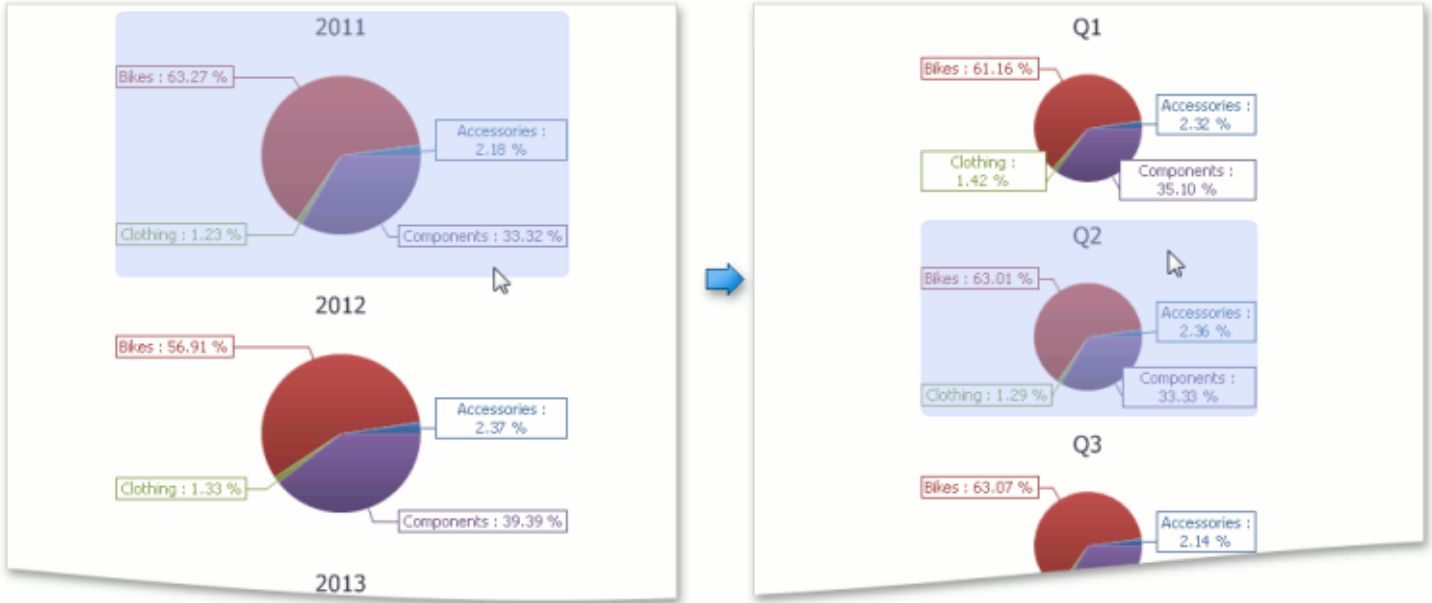 2011
Bikes : 63.27 %
Accessories :
2.18 %
Clothing : 1.23 %
Components : 33.32 %
2012
Bikes : 56.91 %
Accessories :
2.37 %
Clothing : 1.33 %
Components : 39.39 %
2013
Q1
Bikes : 61.16 %
Accessories :
2.32 %
Clothing :
1.42 %
Components :
35.10 %
Q2
Bikes : 63.01 %
Accessories :
2.36 %
Components :
33.33 %
Clothing : 1.29 %
Q3
Bikes : 63.07 %
Accessories :
2.14 %